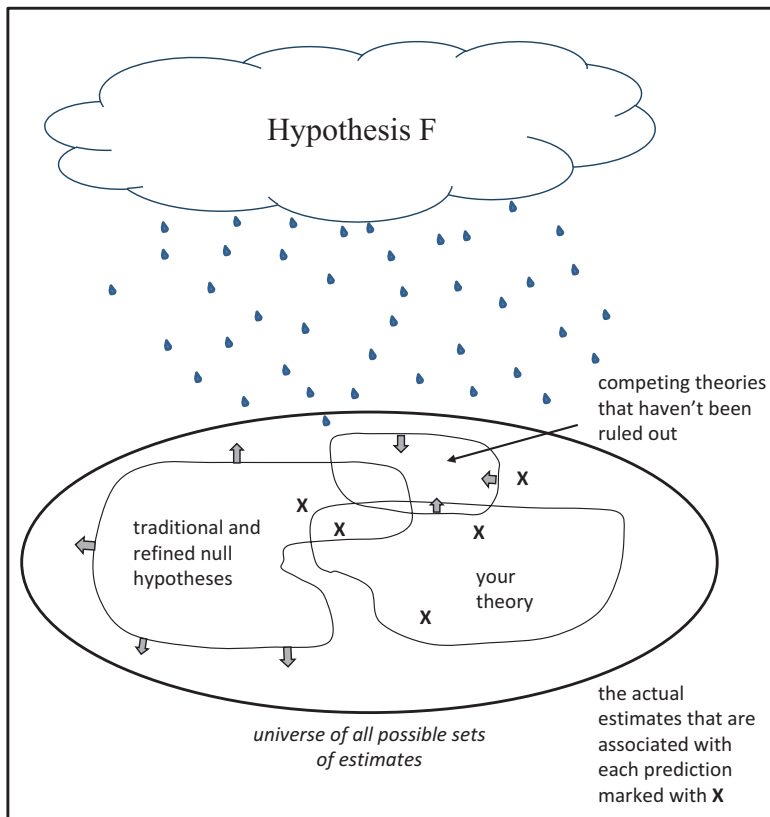 Hypothesis F
competing theories
that haven't been
ruled out
X
X
traditional and
refined null
hypotheses
X
X
your
theory
X
universe of all possible sets
of estimates
the actual
estimates that are
associated with
each prediction
marked with X